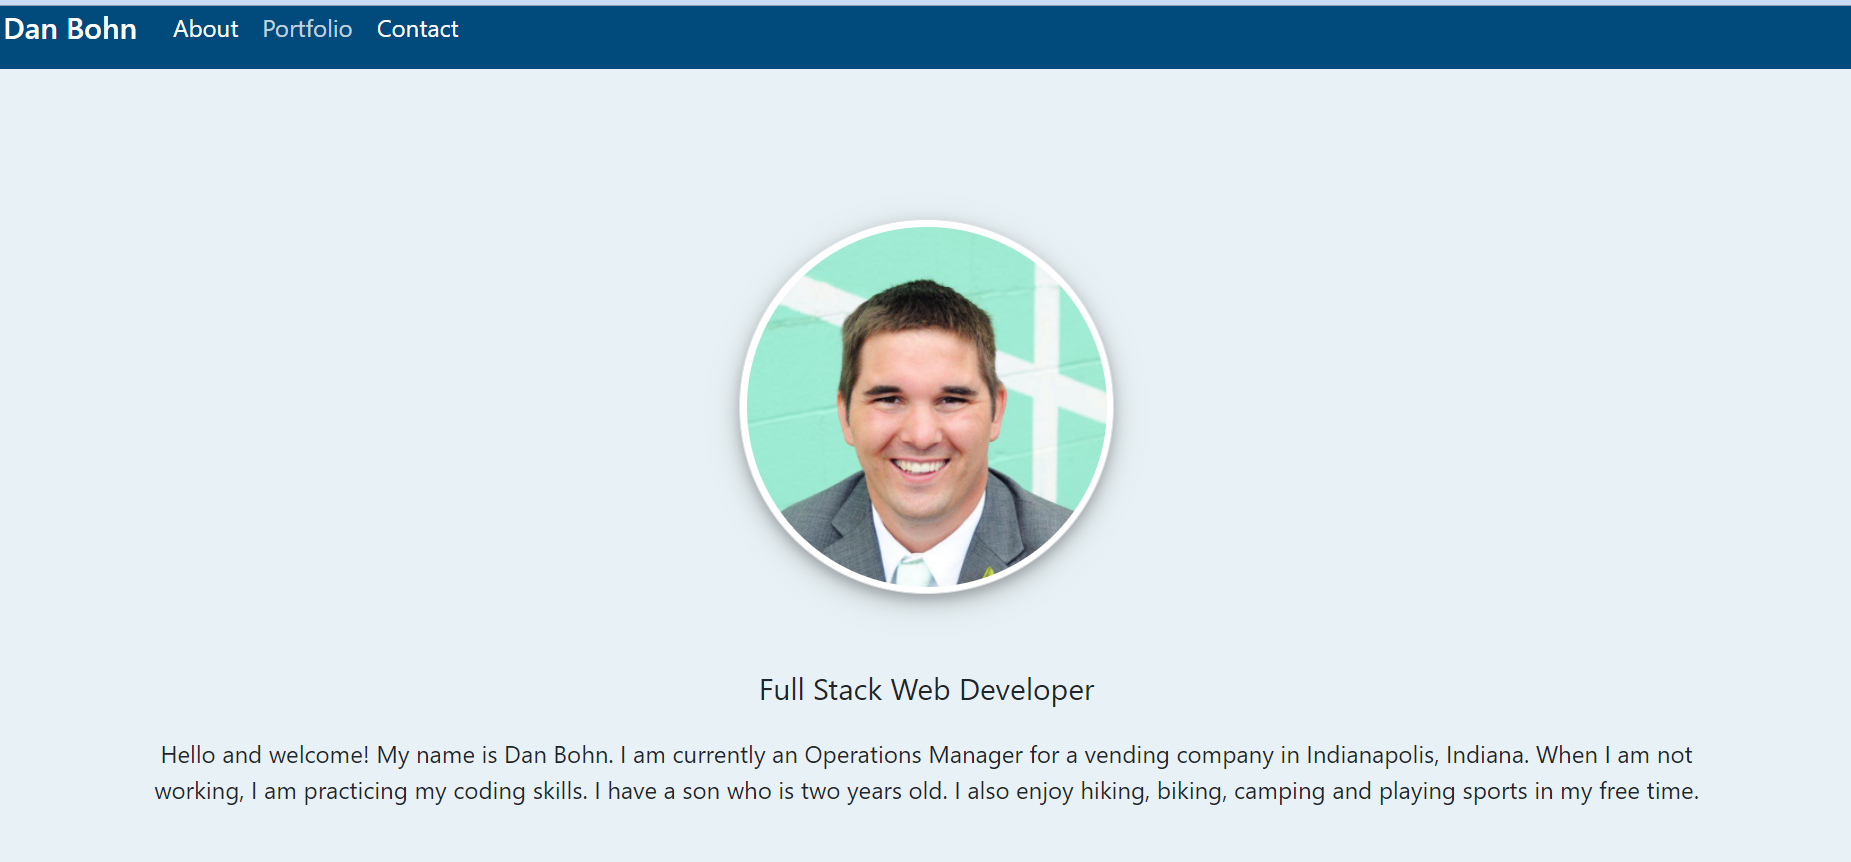 Dan Bohn About Portfolio Contact
Full Stack Web Developer
Hello and welcome! My name is Dan Bohn. I am currently an Operations Manager for a vending company in Indianapolis, Indiana. When I am not
working, I am practicing my coding skills. I have a son who is two years old. I also enjoy hiking, biking, camping and playing sports in my free time.